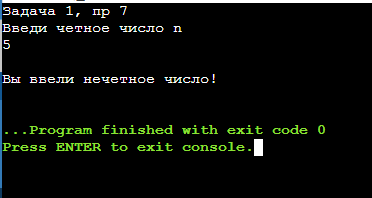 Задача 1, пр 7
Введи четное число n
5
Вы ввели нечетное число!
...Program finished with exit code 0
Press ENTER to exit console.